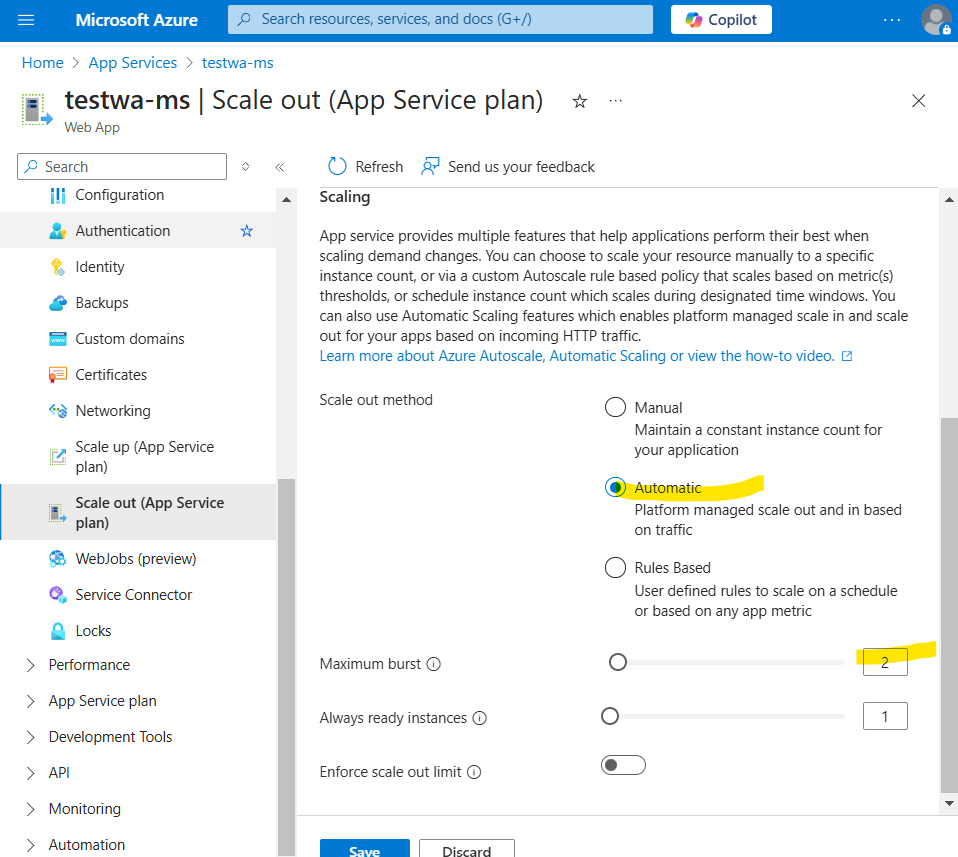 Microsoft Azure
Search resources, services, and docs (G+/)
Copilot
...
Home > App Services > testwa-ms
testwa-ms | Scale out (App Service plan)
...
Web App
Search
Refresh
Send us your feedback
Configuration
Authentication
Identity
Backups
Custom domains
Certificates
Networking
Scale up (App Service
plan)
Scale out (App Service
plan)
WebJobs (preview)
Service Connector
Locks
Performance
App Service plan
Development Tools
API
Monitoring
Automation
Scaling
App service provides multiple features that help applications perform their best when
scaling demand changes. You can choose to scale your resource manually to a specific
instance count, or via a custom Autoscale rule based policy that scales based on metric(s)
thresholds, or schedule instance count which scales during designated time windows. You
can also use Automatic Scaling features which enables platform managed scale in and scale
out for your apps based on incoming HTTP traffic.
Learn more about Azure Autoscale, Automatic Scaling or view the how-to video.
Scale out method
Manual
Maintain a constant instance count for
your application
Automatic
Platform managed scale out and in based
on traffic
Rules Based
User defined rules to scale on a schedule
or based on any app metric
Maximum burst
2
Always ready instances
1
Enforce scale out limit
Save
Discard